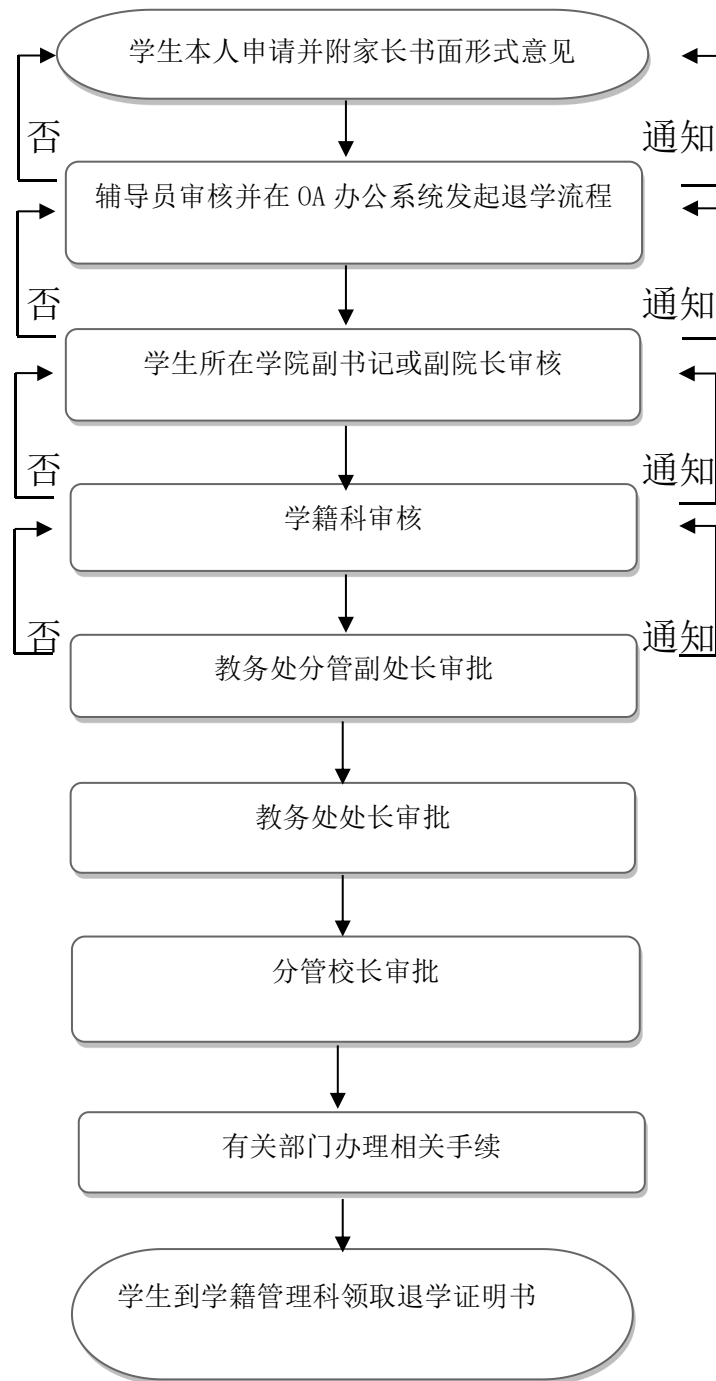 学生本人申请并附家长书面形式意见
否
通知
辅导员审核并在 OA 办公系统发起退学流程
否
通知
学生所在学院副书记或副院长审核
否
通知
学籍科审核
否
通知
教务处分管副处长审批
教务处处长审批
分管校长审批
有关部门办理相关手续
学生到学籍管理科领取退学证明书